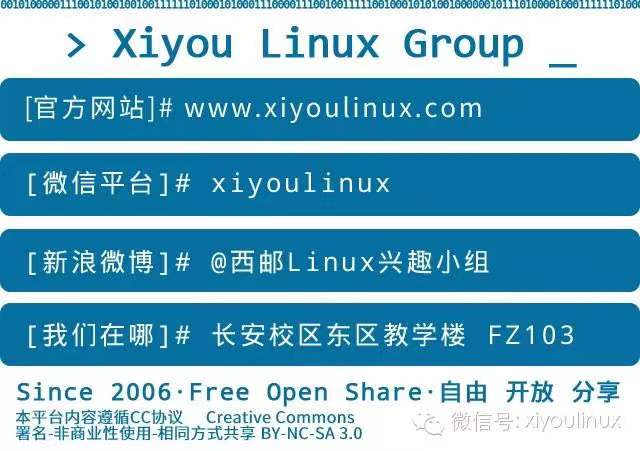 > Xiyou Linux Group _
[官方网站]# www.xiyoulinux.com
[微信平台]# xiyoulinux
[新浪微博]# @西邮Linux兴趣小组
[我们在哪]# 长安校区东区教学楼 FZ103
Since 2006·Free Open Share·自由 开放 分享
本平台内容遵循CC协议 Creative Commons
署名-非商业性使用-相同方式共享 BY-NC-SA 3.0
微信号: xiyoulinux